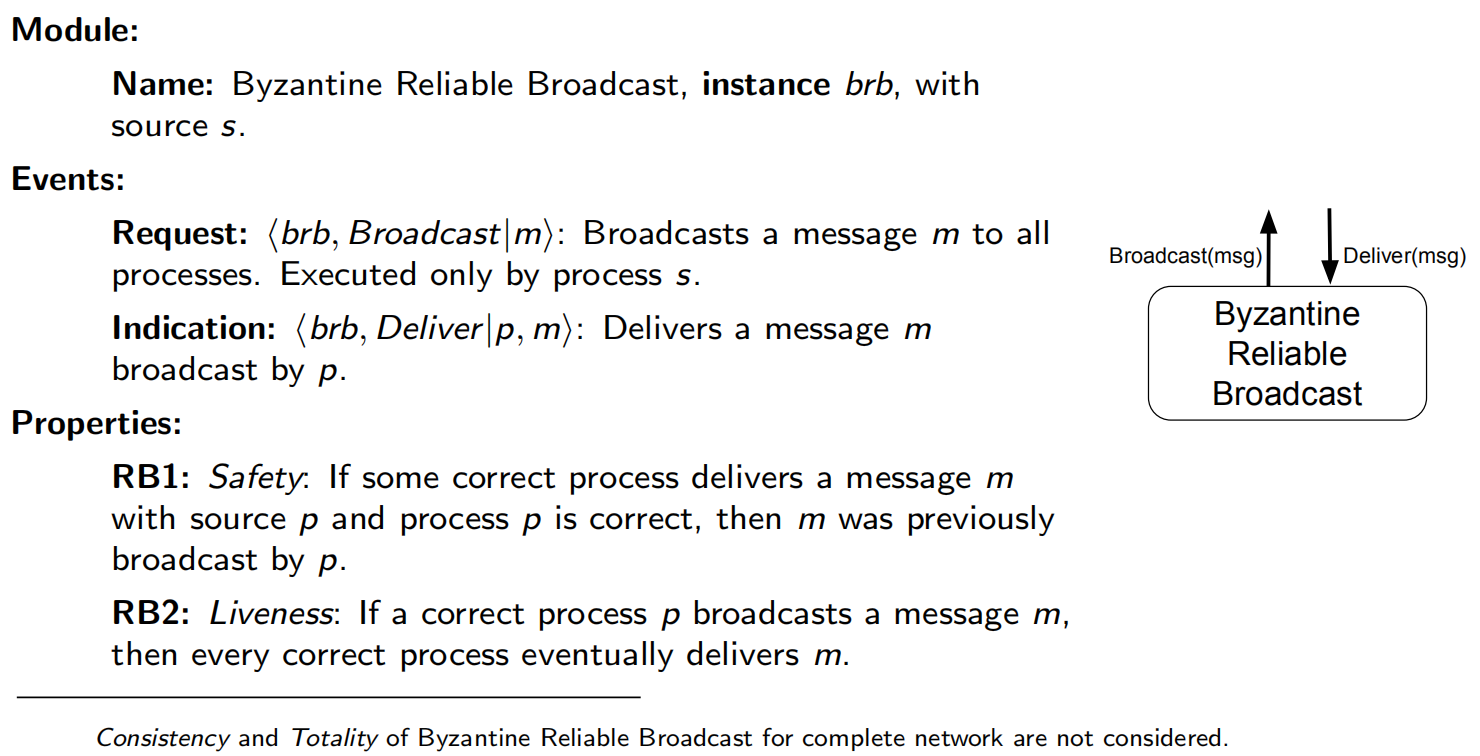 Module:
Name: Byzantine Reliable Broadcast, instance brb, with
source s.
Events:
Request: ⟨brb, Broadcast|m⟩: Broadcasts a message m to all
processes. Executed only by process s.
Indication: ⟨brb, Deliver|p, m⟩: Delivers a message m
broadcast by p.
Properties:
RB1: Safety: If some correct process delivers a message m
with source p and process p is correct, then m was previously
broadcast by p.
RB2: Liveness: If a correct process p broadcasts a message m,
then every correct process eventually delivers m.
Consistency and Totality of Byzantine Reliable Broadcast for complete network are not considered.
Broadcast(msg)
Deliver(msg)
Byzantine
Reliable
Broadcast